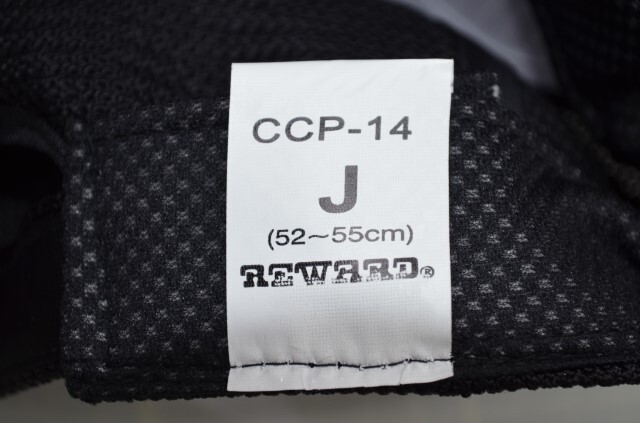 CCP-14
J
(52～55cm)
REWARD®